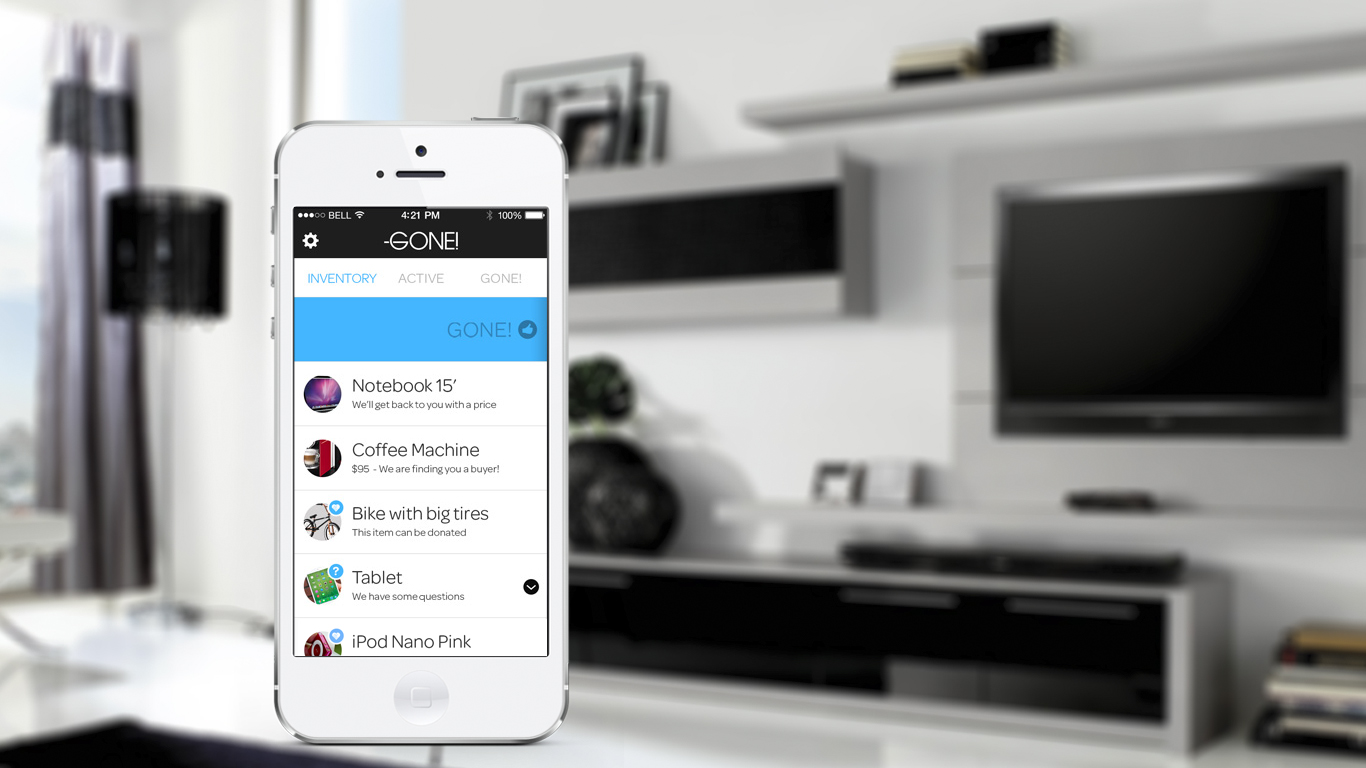 BELL 4:21 PM 100%
-GONE!
INVENTORY ACTIVE GONE!
GONE!
Notebook 15’
We'll get back to you with a price
Coffee Machine
$95 - We are finding you a buyer!
Bike with big tires
This item can be donated
?
Tablet
We have some questions
iPod Nano Pink